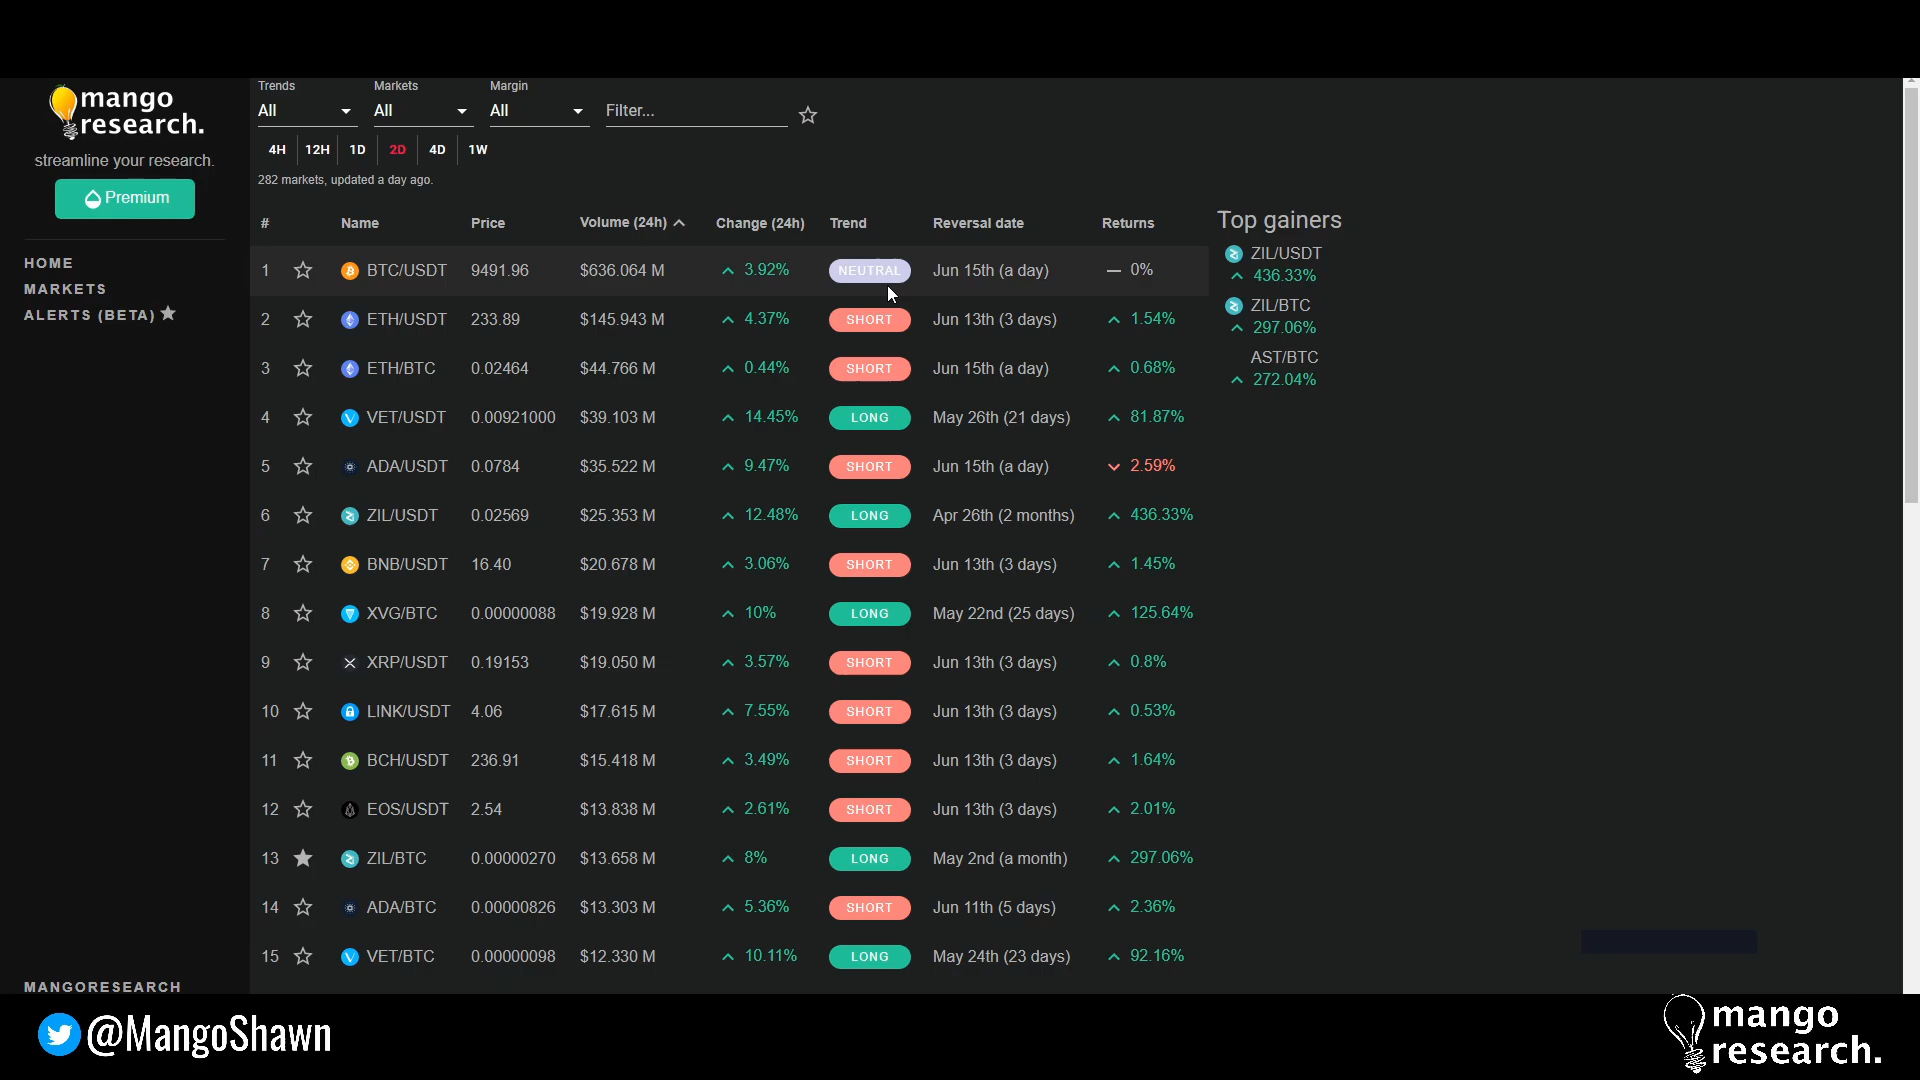 mango
research.
streamline your research.
Premium
HOME
MARKETS
ALERTS (BETA)
MANGORESEARCH
Trends Markets Margin
All All All Filter...
4H 12H 1D 2D 4D 1W
282 markets, updated a day ago.
# Name Price Volume (24h) Change (24h) Trend Reversal date Returns
1 BTC/USDT 9491.96 $636.064 M 3.92% NEUTRAL Jun 15th (a day) 0%
2 ETH/USDT 233.89 $145.943 M 4.37% SHORT Jun 13th (3 days) 1.54%
3 ETH/BTC 0.02464 $44.766 M 0.44% SHORT Jun 15th (a day) 0.68%
4 VET/USDT 0.00921000 $39.103 M 14.45% LONG May 26th (21 days) 81.87%
5 ADA/USDT 0.0784 $35.522 M 9.47% SHORT Jun 15th (a day) 2.59%
6 ZIL/USDT 0.02569 $25.353 M 12.48% LONG Apr 26th (2 months) 436.33%
7 BNB/USDT 16.40 $20.678 M 3.06% SHORT Jun 13th (3 days) 1.45%
8 XVG/BTC 0.00000088 $19.928 M 10% LONG May 22nd (25 days) 125.64%
9 XRP/USDT 0.19153 $19.050 M 3.57% SHORT Jun 13th (3 days) 0.8%
10 LINK/USDT 4.06 $17.615 M 7.55% SHORT Jun 13th (3 days) 0.53%
11 BCH/USDT 236.91 $15.418 M 3.49% SHORT Jun 13th (3 days) 1.64%
12 EOS/USDT 2.54 $13.838 M 2.61% SHORT Jun 13th (3 days) 2.01%
13 ZIL/BTC 0.00000270 $13.658 M 8% LONG May 2nd (a month) 297.06%
14 ADA/BTC 0.00000826 $13.303 M 5.36% SHORT Jun 11th (5 days) 2.36%
15 VET/BTC 0.00000098 $12.330 M 10.11% LONG May 24th (23 days) 92.16%
Top gainers
ZIL/USDT
436.33%
ZIL/BTC
297.06%
AST/BTC
272.04%
@MangoShawn
mango
research.